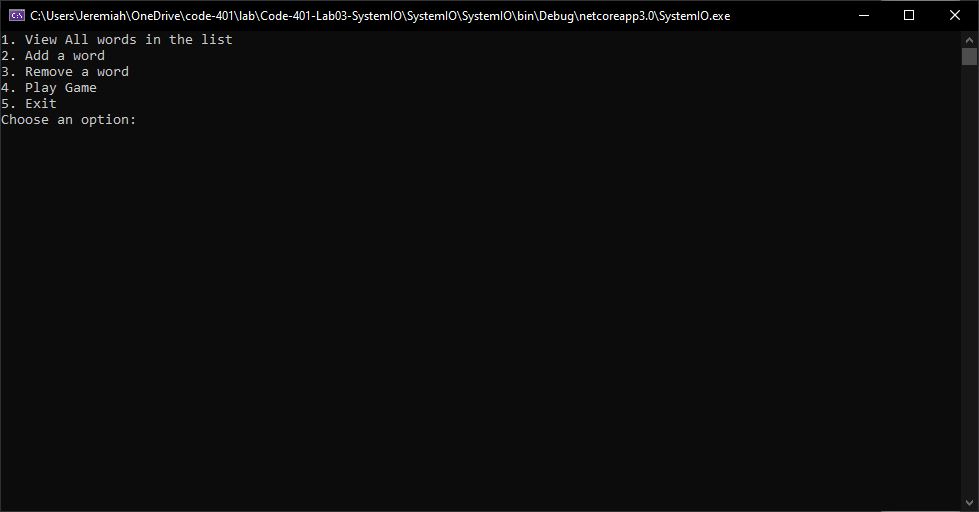 C:\Users\Jeremiah\OneDrive\code-401\lab\Code-401-Lab03-SystemIO\SystemIO\SystemIO\bin\Debug\netcoreapp3.0\SystemIO.exe
1. View All words in the list
2. Add a word
3. Remove a word
4. Play Game
5. Exit
Choose an option: